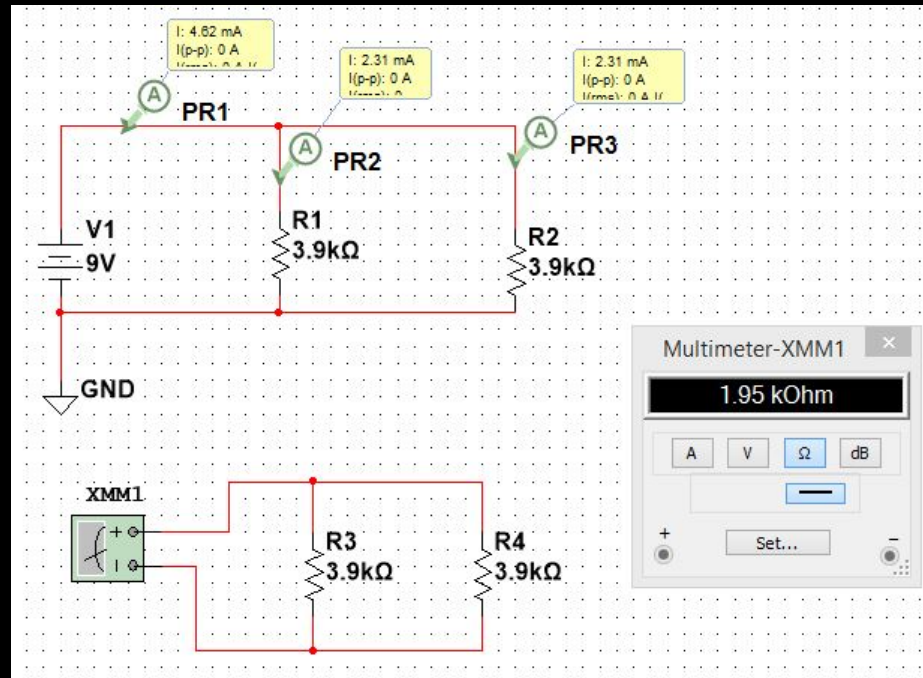 I: 4.62 mA
I(p-p): 0 A
I: 2.31 mA
I(p-p): 0 A
I: 2.31 mA
I(p-p): 0 A
I(rms): 0 A I(
A
PR1
A
PR2
A
PR3
V1
9V
R1
3.9kΩ
R2
3.9kΩ
GND
Multimeter-XMM1
1.95 kOhm
A V Ω dB
+ Set... -
XMM1
+
R3
3.9kΩ
R4
3.9kΩ